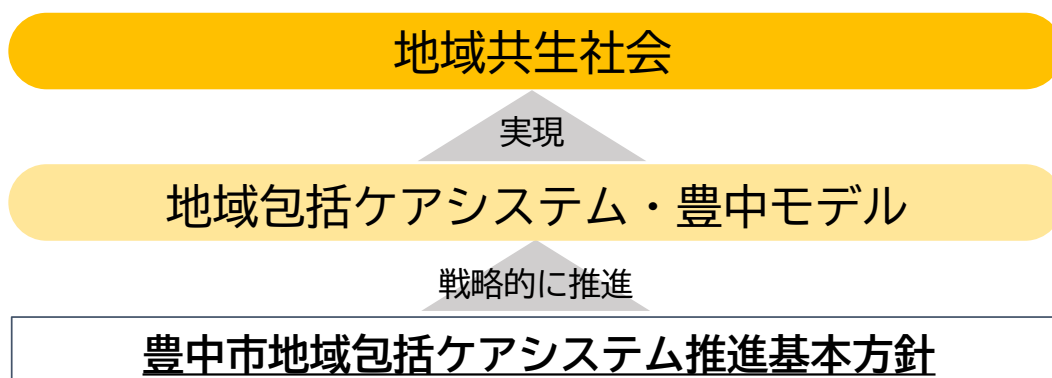 地域共生社会
実現
地域包括ケアシステム・豊中モデル
戦略的に推進
豊中市地域包括ケアシステム推進基本方針